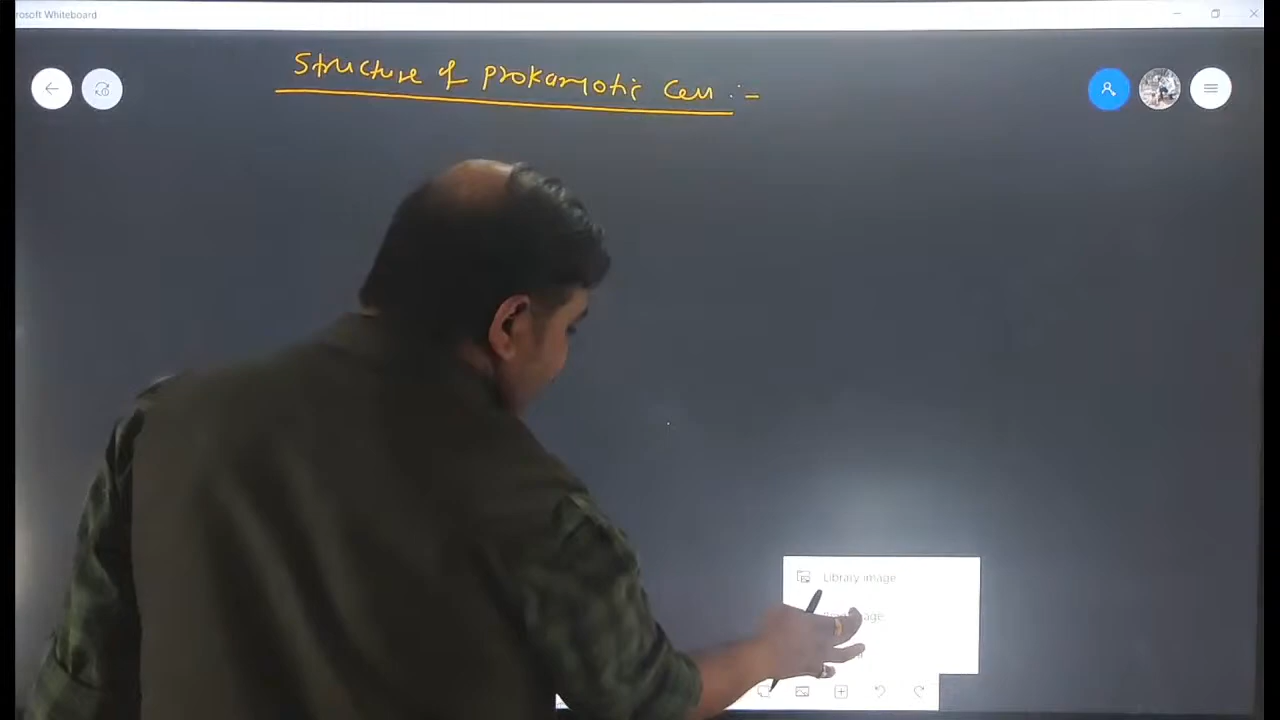 rosoft Whiteboard
Structure of prokaryotic cell :-
Library image